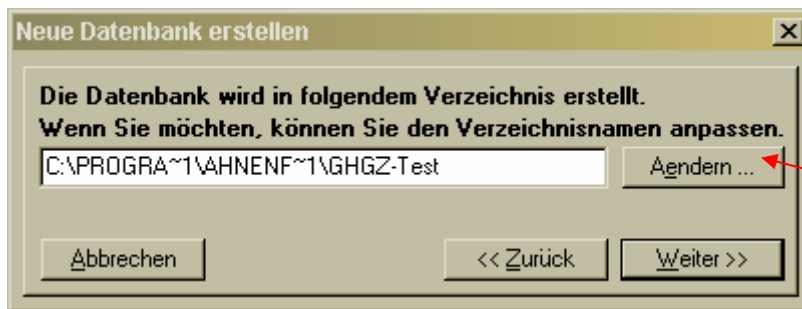 Neue Datenbank erstellen
Die Datenbank wird in folgendem Verzeichnis erstellt.
Wenn Sie möchten, können Sie den Verzeichnisnamen anpassen.
C:\PROGRA~1\AHNENF~1\GHGZ-Test
Aendern ...
Abbrechen
<< Zurück
Weiter >>